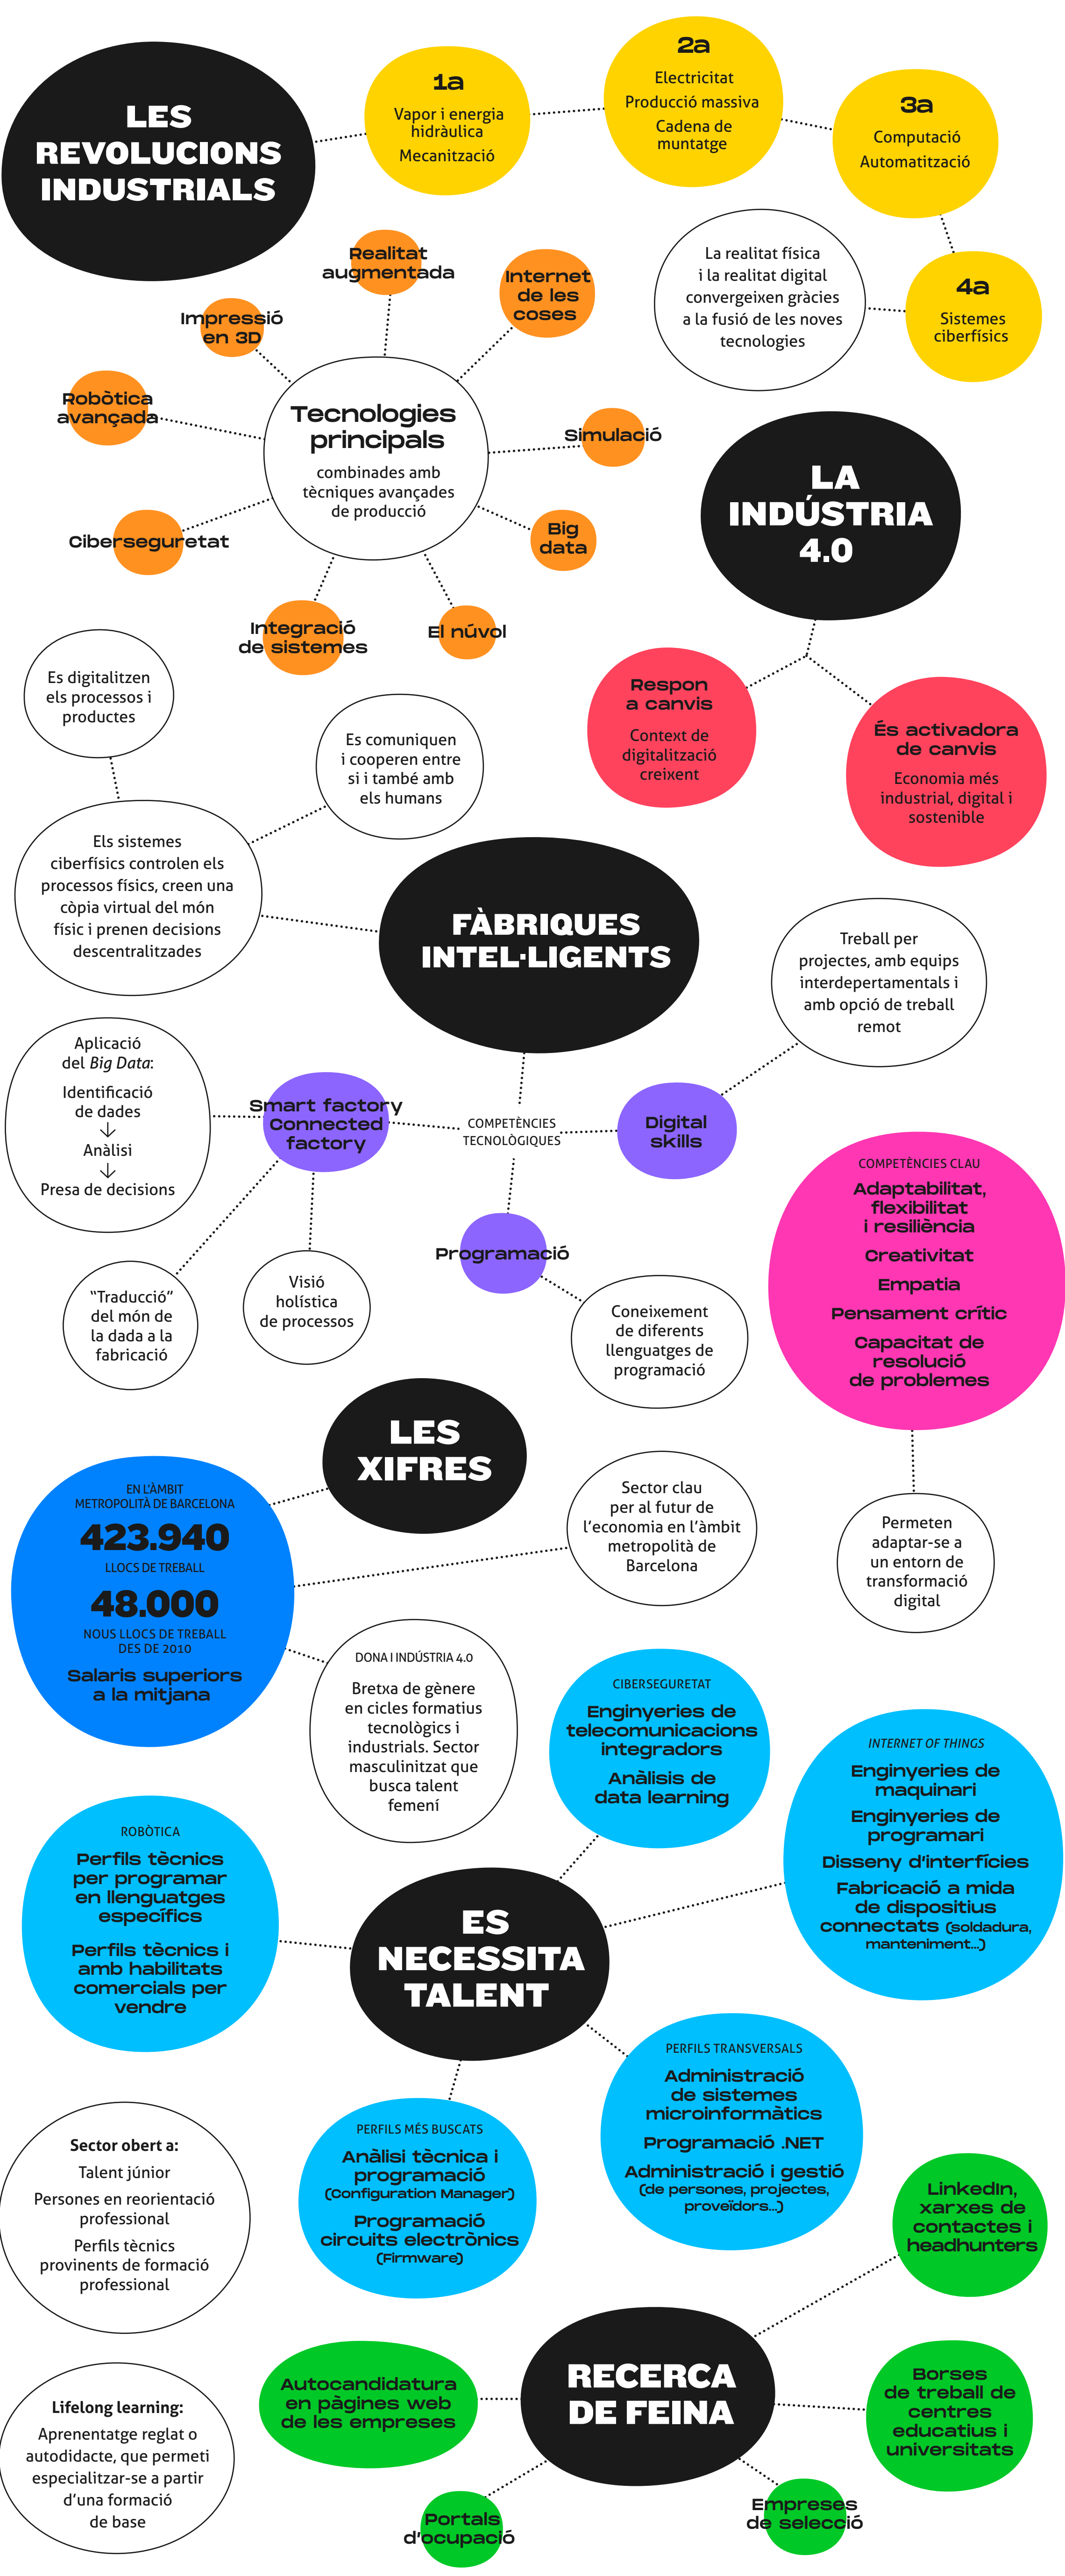 LES
REVOLUCIONS
INDUSTRIALS
1a
Vapor i energia
hidràulica
Mecanització
2a
Electricitat
Producció massiva
Cadena de
muntatge
3a
Computació
Automatització
4a
Sistemes
ciberfísics
La realitat física
i la realitat digital
convergeixen gràcies
a la fusió de les noves
tecnologies
Realitat
augmentada
Internet
de les
coses
Impressió
en 3D
Robòtica
avançada
Tecnologies
principals
combinades amb
tècniques avançades
de producció
Simulació
Big
data
Ciberseguretat
Integració
de sistemes
El núvol
LA
INDÚSTRIA
4.0
Respon
a canvis
Context de
digitalització
creixent
És activadora
de canvis
Economia més
industrial, digital i
sostenible
Es digitalitzen
els processos i
productes
Es comuniquen
i cooperen entre
si i també amb
els humans
Els sistemes
ciberfísics controlen els
processos físics, creen una
còpia virtual del món
físic i prenen decisions
descentralitzades
FÀBRIQUES
INTEL·LIGENTS
Treball per
projectes, amb equips
interdepertamentals i
amb opció de treball
remot
Aplicació
del Big Data:
Identificació
de dades
↓
Anàlisi
↓
Presa de decisions
Smart factory
Connected
factory
COMPETÈNCIES
TECNOLÒGIQUES
Digital
skills
Programació
"Traducció"
del món de
la dada a la
fabricació
Visió
holística
de processos
Coneixement
de diferents
llenguatges de
programació
COMPETÈNCIES CLAU
Adaptabilitat,
flexibilitat
i resiliència
Creativitat
Empatia
Pensament crític
Capacitat de
resolució
de problemes
Permeten
adaptar-se a
un entorn de
transformació
digital
LES
XIFRES
EN L'ÀMBIT
METROPOLITÀ DE BARCELONA
423.940
LLOCS DE TREBALL
48.000
NOUS LLOCS DE TREBALL
DES DE 2010
Salaris superiors
a la mitjana
Sector clau
per al futur de
l'economia en l'àmbit
metropolità de
Barcelona
DONA I INDÚSTRIA 4.0
Bretxa de gènere
en cicles formatius
tecnològics i
industrials. Sector
masculinitzat que
busca talent
femení
CIBERSEGURETAT
Enginyeries de
telecomunicacions
integradors
Anàlisis de
data learning
INTERNET OF THINGS
Enginyeries de
maquinari
Enginyeries de
programari
Disseny d'interfícies
Fabricació a mida
de dispositius
connectats (soldadura,
manteniment...)
ROBÒTICA
Perfils tècnics
per programar
en llenguatges
específics
Perfils tècnics i
amb habilitats
comercials per
vendre
ES
NECESSITA
TALENT
PERFILS TRANSVERSALS
Administració
de sistemes
microinformàtics
Programació .NET
Administració i gestió
(de persones, projectes,
proveïdors...)
PERFILS MÉS BUSCATS
Anàlisi tècnica i
programació
(Configuration Manager)
Programació
circuits electrònics
(Firmware)
Sector obert a:
Talent júnior
Persones en reorientació
professional
Perfils tècnics
provinents de formació
professional
Lifelong learning:
Aprenentatge reglat o
autodidacte, que permeti
especialitzar-se a partir
d'una formació
de base
RECERCA
DE FEINA
LinkedIn,
xarxes de
contactes i
headhunters
Autocandidatura
en pàgines web
de les empreses
Borses
de treball de
centres
educatius i
universitats
Portals
d'ocupació
Empreses
de selecció